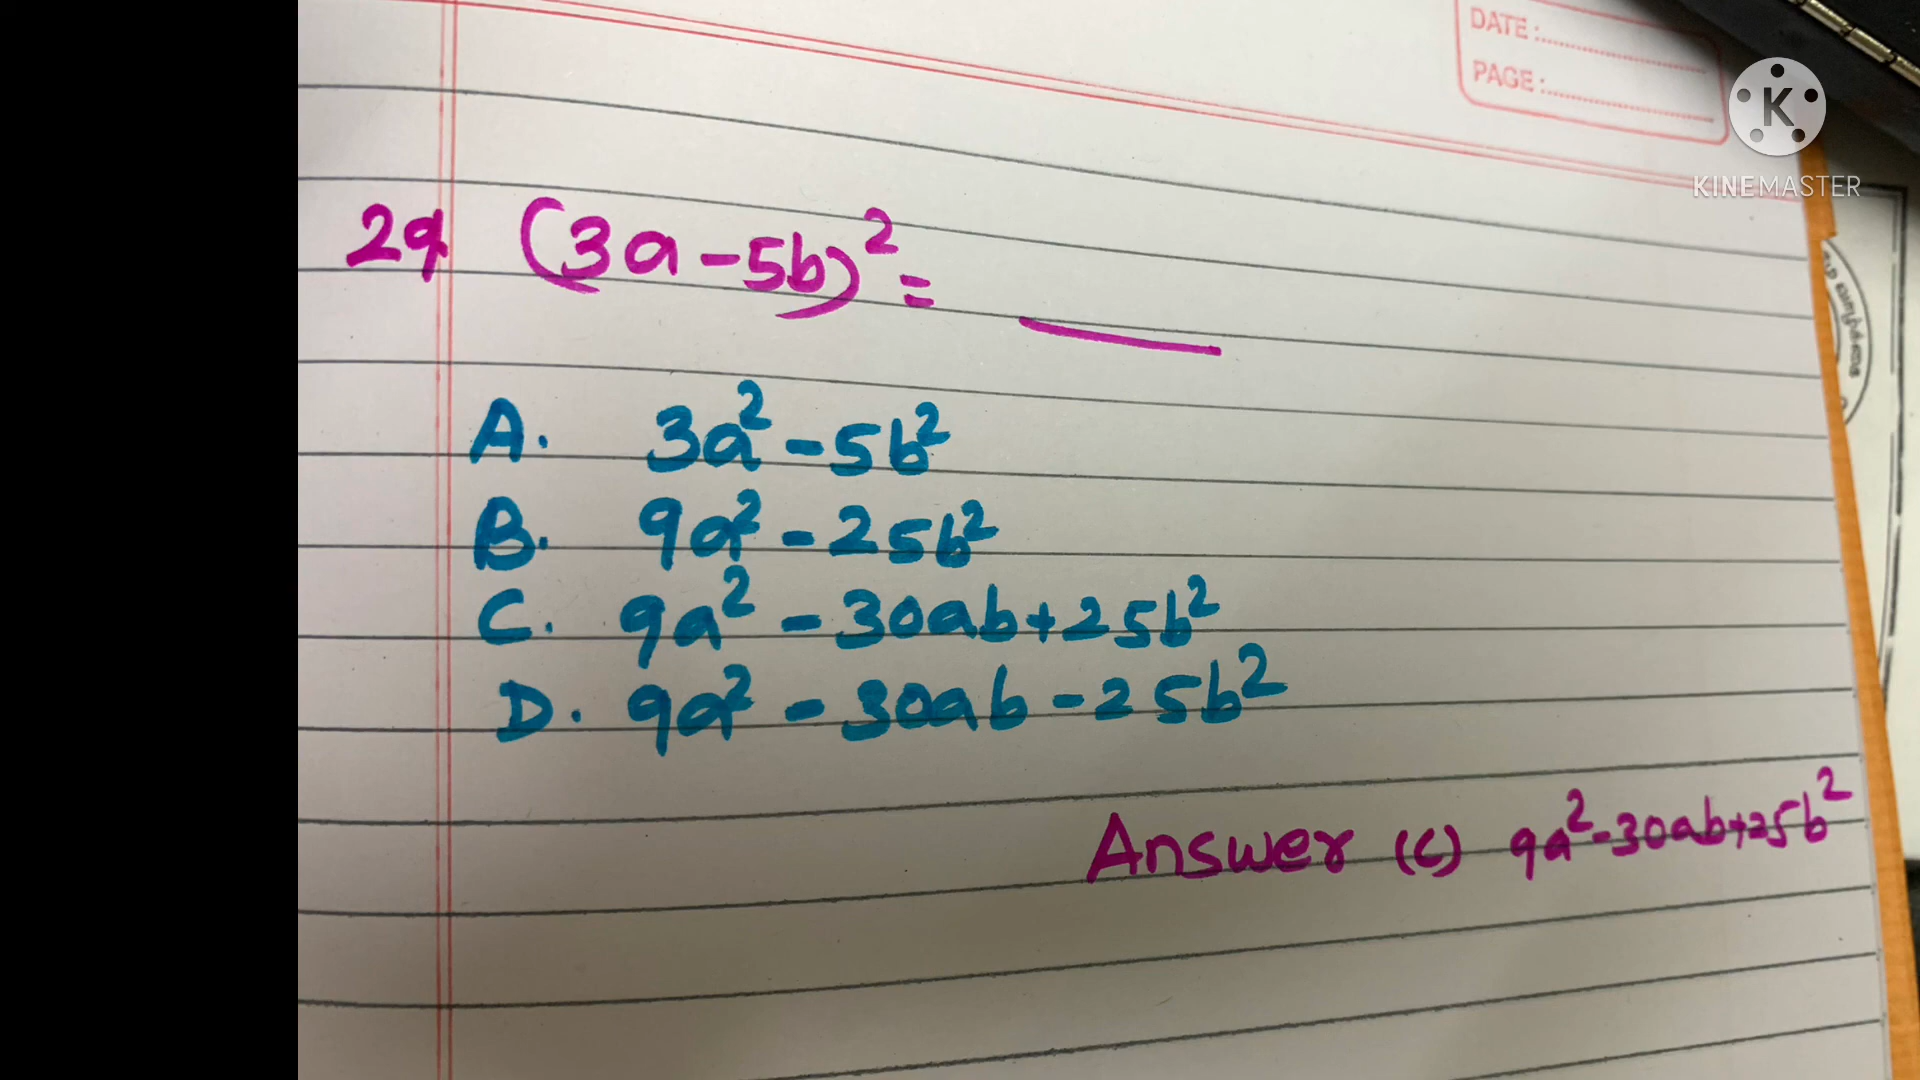 DATE :
PAGE :
K
KINEMASTER
29 (3a-5b)² =
A. 3a²-5b²
B. 9a²-25b²
C. 9a²-30ab+25b²
D. 9a²-30ab-25b²
Answer (C) 9a²-30ab+25b²